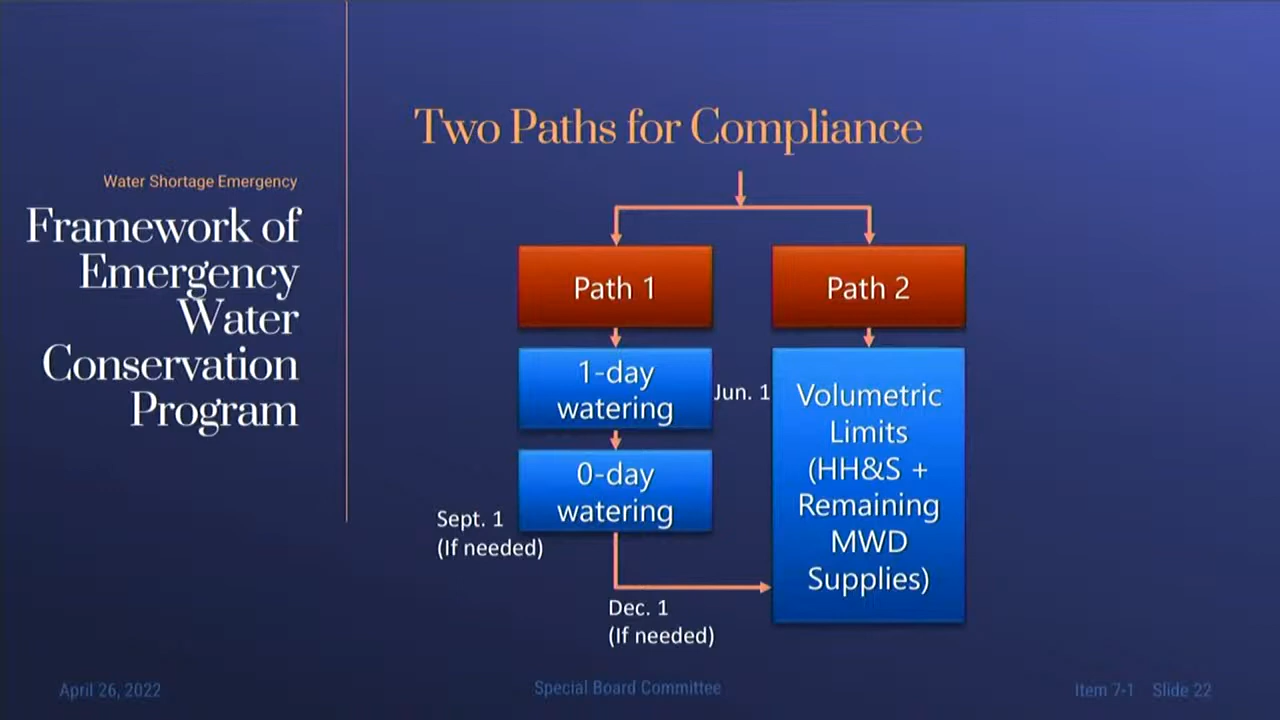 Two Paths for Compliance
Water Shortage Emergency
Framework of
Emergency
Water
Conservation
Program
Path 1
Path 2
1-day
watering
Jun. 1
0-day
watering
Sept. 1
(If needed)
Dec. 1
(If needed)
Volumetric
Limits
(HH&S +
Remaining
MWD
Supplies)
April 26, 2022
Special Board Committee
Item 7-1 Slide 22